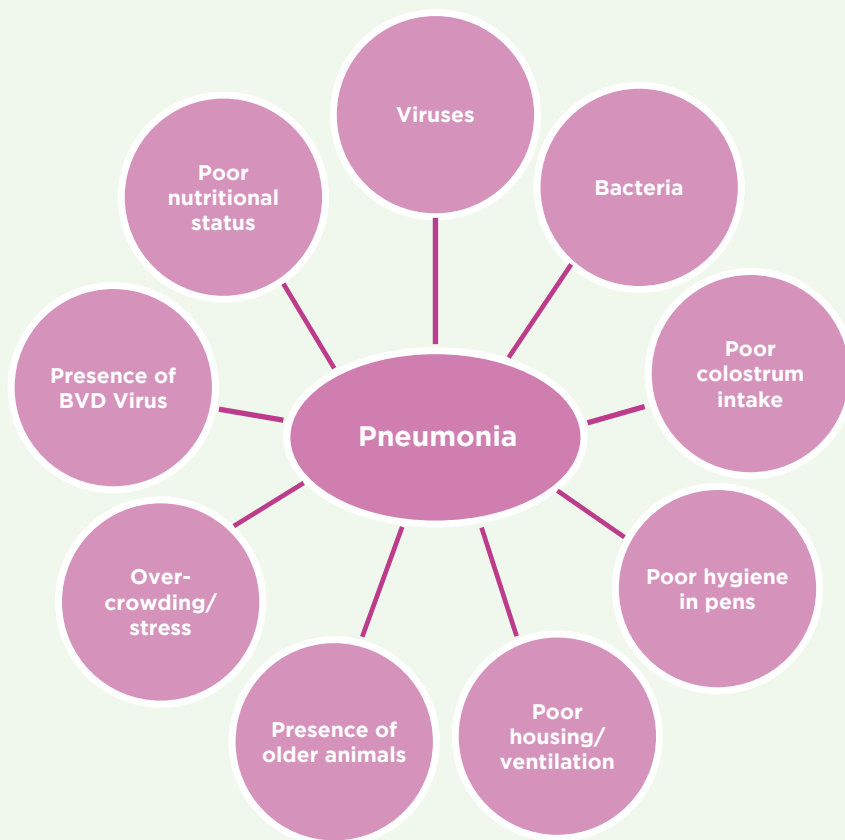 Viruses
Bacteria
Poor
colostrum
intake
Poor hygiene
in pens
Poor
housing/
ventilation
Presence of
older animals
Over-
crowding/
stress
Presence of
BVD Virus
Poor
nutritional
status
Pneumonia